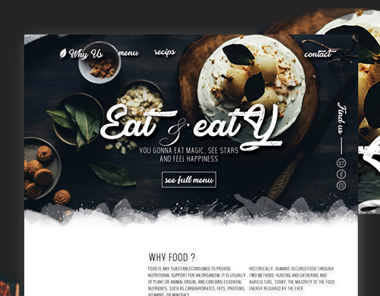 Why Us
menu
recips
contact
Eat & eatY
YOU GONNA EAT MAGIC, SEE STARS
AND FEEL HAPPINESS
see full menu
Find us
WHY FOOD ?
FOOD IS ANY SUBSTANCECONSUMED TO PROVIDE
NUTRITIONAL SUPPORT FOR AN ORGANISM. IT IS USUALLY
OF PLANT OR ANIMAL ORIGIN, AND CONTAINS ESSENTIAL
NUTRIENTS, SUCH AS CARBOHYDRATES, FATS, PROTEINS,
VITAMINS, OR MINERALS
HISTORICALLY, HUMANS SECURED FOOD THROUGH
TWO METHODS: HUNTING AND GATHERING AND
AGRICULTURE. TODAY, THE MAJORITY OF THE FOOD
ENERGY REQUIRED BY THE EVER